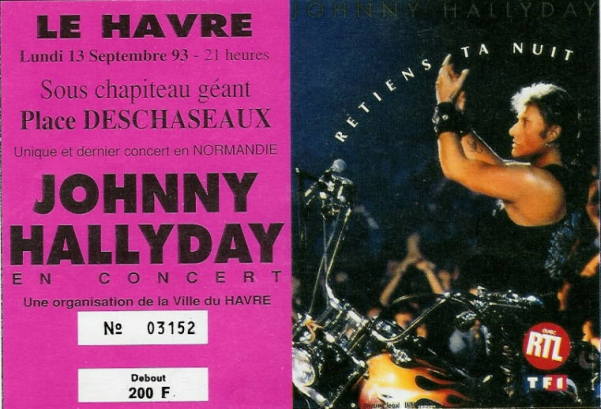 LE HAVRE
Lundi 13 Septembre 93 - 21 heures
Sous chapiteau géant
Place DESCHASEAUX
Unique et dernier concert en NORMANDIE
JOHNNY
HALLYDAY
EN CONCERT
Une organisation de la Ville du HAVRE
Nº 03152
Debout
200 F
JOHNNY HALLYDAY
RETIENS TA NUIT
avec
RTL
TF1